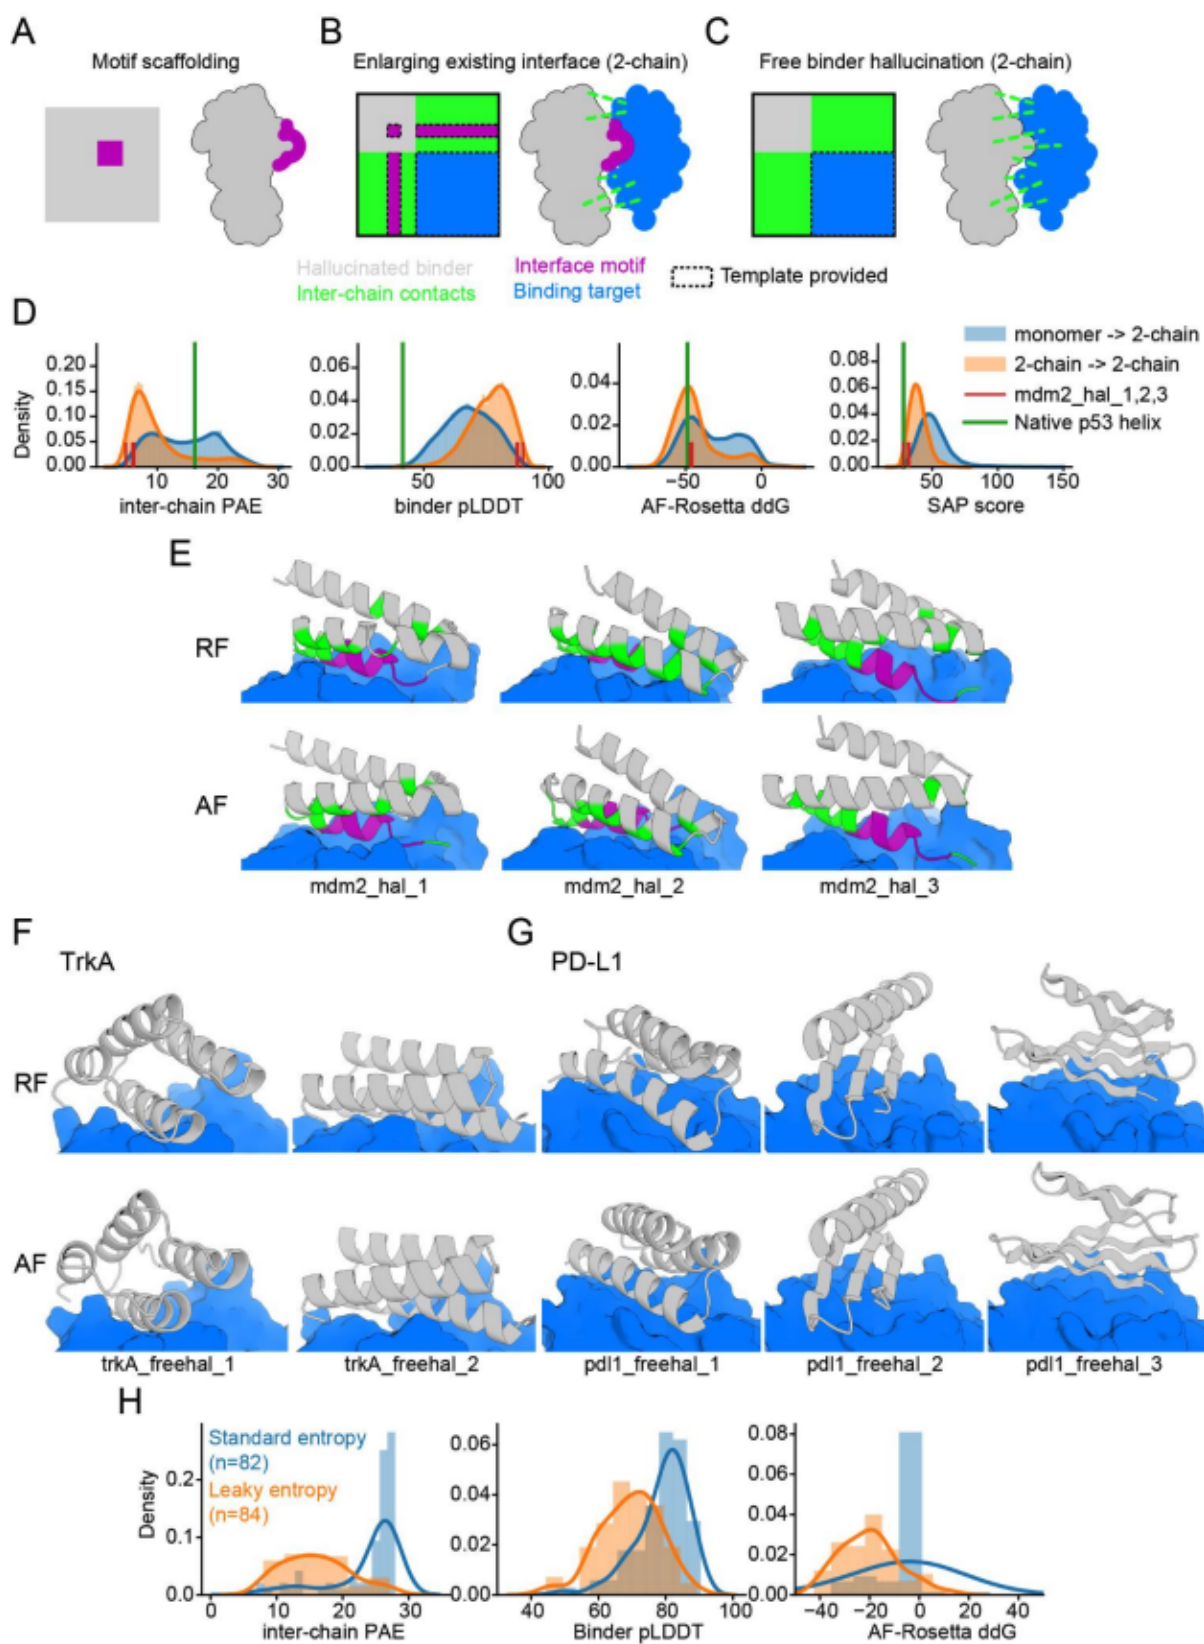 A
B
C
Motif scaffolding
Enlarging existing interface (2-chain)
Free binder hallucination (2-chain)
Hallucinated binder
Inter-chain contacts
Interface motif
Binding target
Template provided
D
Density
0.20
0.15
0.10
0.05
0.00
10
20
30
inter-chain PAE
0.06
0.04
0.02
0.00
50
100
binder pLDDT
0.04
0.02
0.00
−50
0
AF-Rosetta ddG
0.08
0.06
0.04
0.02
0.00
50
100
150
SAP score
monomer -> 2-chain
2-chain -> 2-chain
mdm2_hal_1,2,3
Native p53 helix
E
RF
AF
mdm2_hal_1
mdm2_hal_2
mdm2_hal_3
F
TrkA
G
PD-L1
RF
AF
trkA_freehal_1
trkA_freehal_2
pdl1_freehal_1
pdl1_freehal_2
pdl1_freehal_3
H
Standard entropy
(n=82)
Leaky entropy
(n=84)
Density
0.2
0.1
0.0
0
10
20
30
inter-chain PAE
0.06
0.04
0.02
0.00
40
60
80
100
Binder pLDDT
0.08
0.06
0.04
0.02
0.00
−40
−20
0
20
40
AF-Rosetta ddG